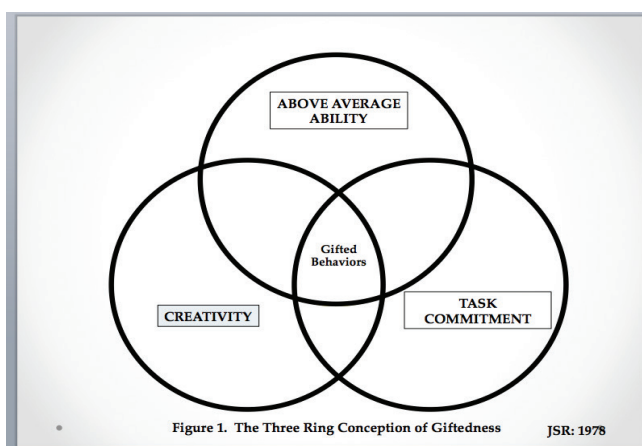 ABOVE AVERAGE
ABILITY
Gifted
Behaviors
CREATIVITY
TASK
COMMITMENT
Figure 1. The Three Ring Conception of Giftedness
JSR: 1978